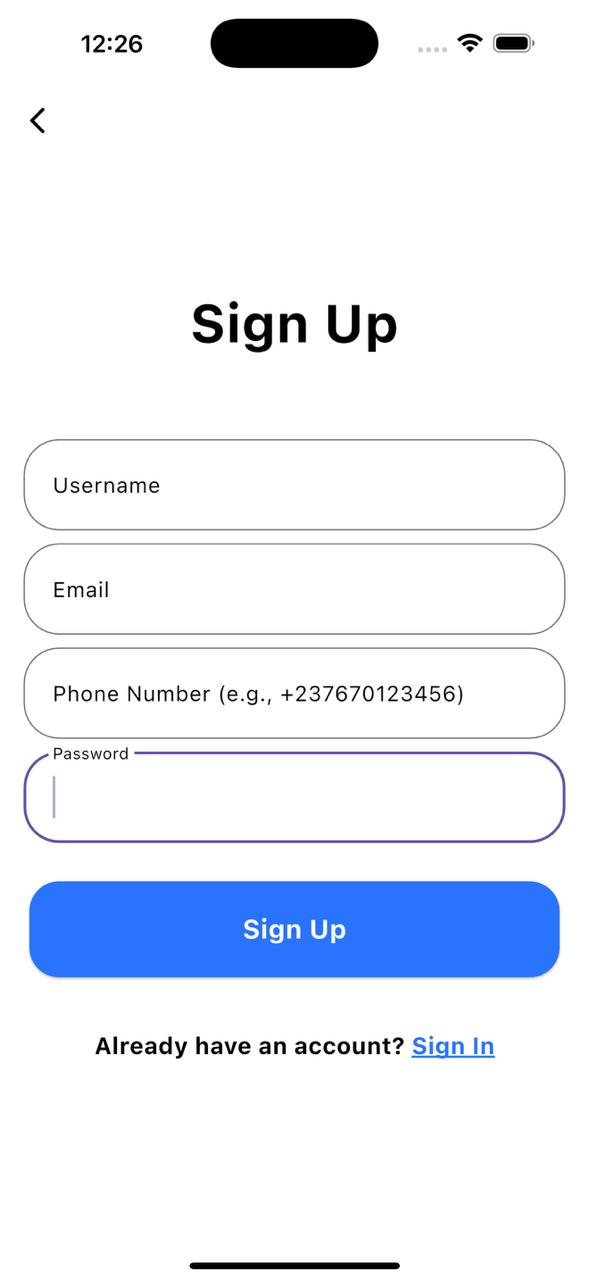 12:26
Sign Up
Username
Email
Phone Number (e.g., +237670123456)
Password
Sign Up
Already have an account? Sign In